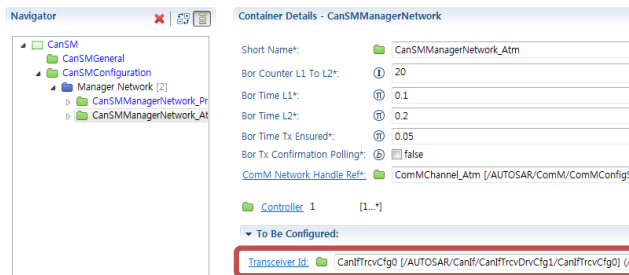 Navigator
CanSM
CanSMGeneral
CanSMConfiguration
Manager Network [2]
CanSMManagerNetwork_Pr
CanSMManagerNetwork_At
Container Details - CanSMManagerNetwork
Short Name*: CanSMManagerNetwork_Atm
Bor Counter L1 To L2*: 20
Bor Time L1*: 0.1
Bor Time L2*: 0.2
Bor Time Tx Ensured*: 0.05
Bor Tx Confirmation Polling*: false
ComM Network Handle Ref*: ComMChannel_Atm [/AUTOSAR/ComM/ComMConfigS
Controller 1 [1...*]
To Be Configured:
Transceiver Id: CanIfTrcvCfg0 [/AUTOSAR/CanIf/CanIfTrcvDrvCfg1/CanIfTrcvCfg0] (/